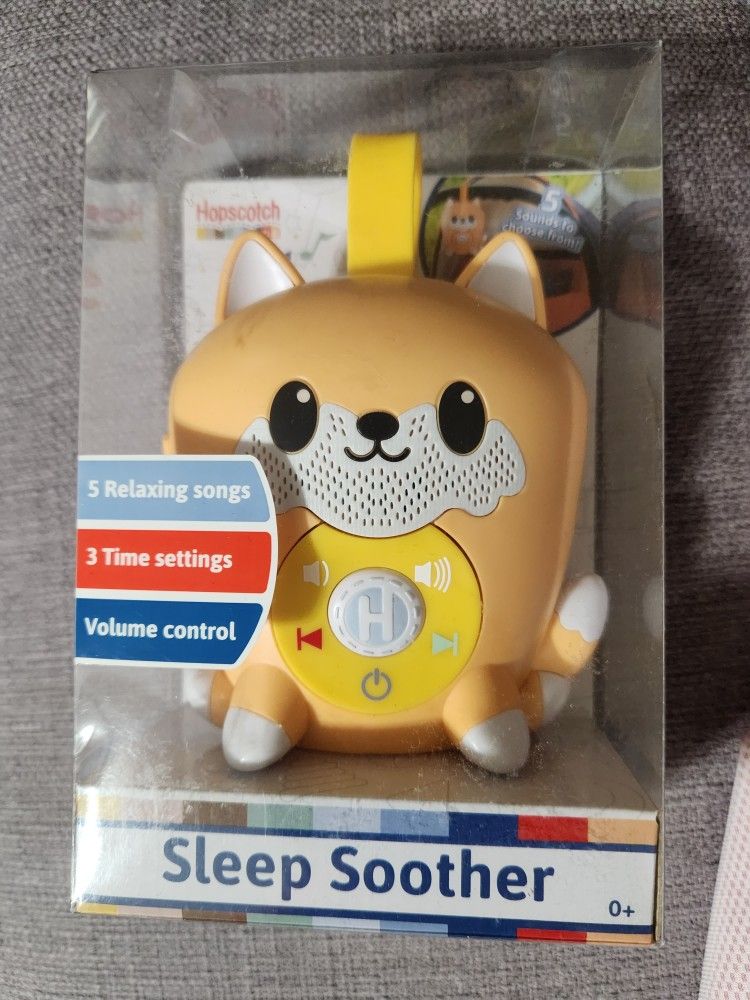 Hopscotch
5
Sounds to
choose from!
5 Relaxing songs
3 Time settings
Volume control
H
Sleep Soother
0+